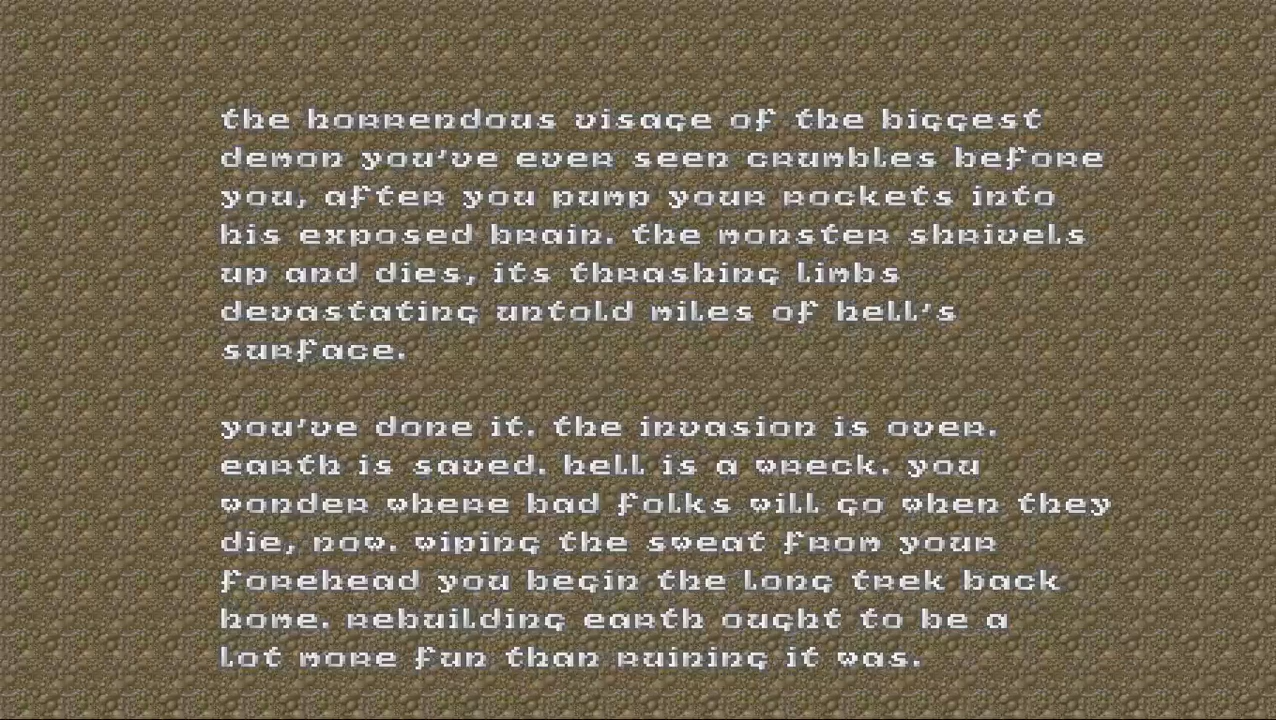 the horrendous visage of the biggest
demon you've ever seen crumbles before
you, after you pump your rockets into
his exposed brain. the monster shrivels
up and dies, its thrashing limbs
devastating untold miles of hell's
surface.
you've done it. the invasion is over.
earth is saved. hell is a wreck. you
wonder where bad folks will go when they
die, now. wiping the sweat from your
forehead you begin the long trek back
home. rebuilding earth ought to be a
lot more fun than ruining it was.